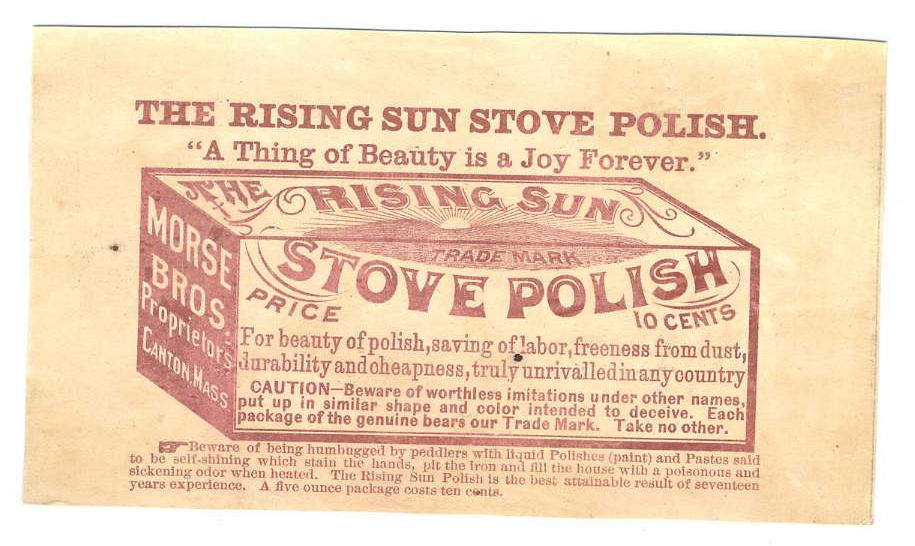 THE RISING SUN STOVE POLISH.
"A Thing of Beauty is a Joy Forever."
THE RISING SUN
TRADE MARK
STOVE POLISH
PRICE 10 CENTS
MORSE
BROS.
Proprietors
CANTON, MASS
For beauty of polish, saving of labor, freeness from dust,
durability and cheapness, truly unrivalled in any country
CAUTION—Beware of worthless imitations under other names,
put up in similar shape and color intended to deceive. Each
package of the genuine bears our Trade Mark. Take no other.
☞ Beware of being humbugged by peddlers with liquid Polishes (paint) and Pastes said
to be self-shining which stain the hands, pit the iron and fill the house with a poisonous and
sickening odor when heated. The Rising Sun Polish is the best attainable result of seventeen
years experience. A five ounce package costs ten cents.